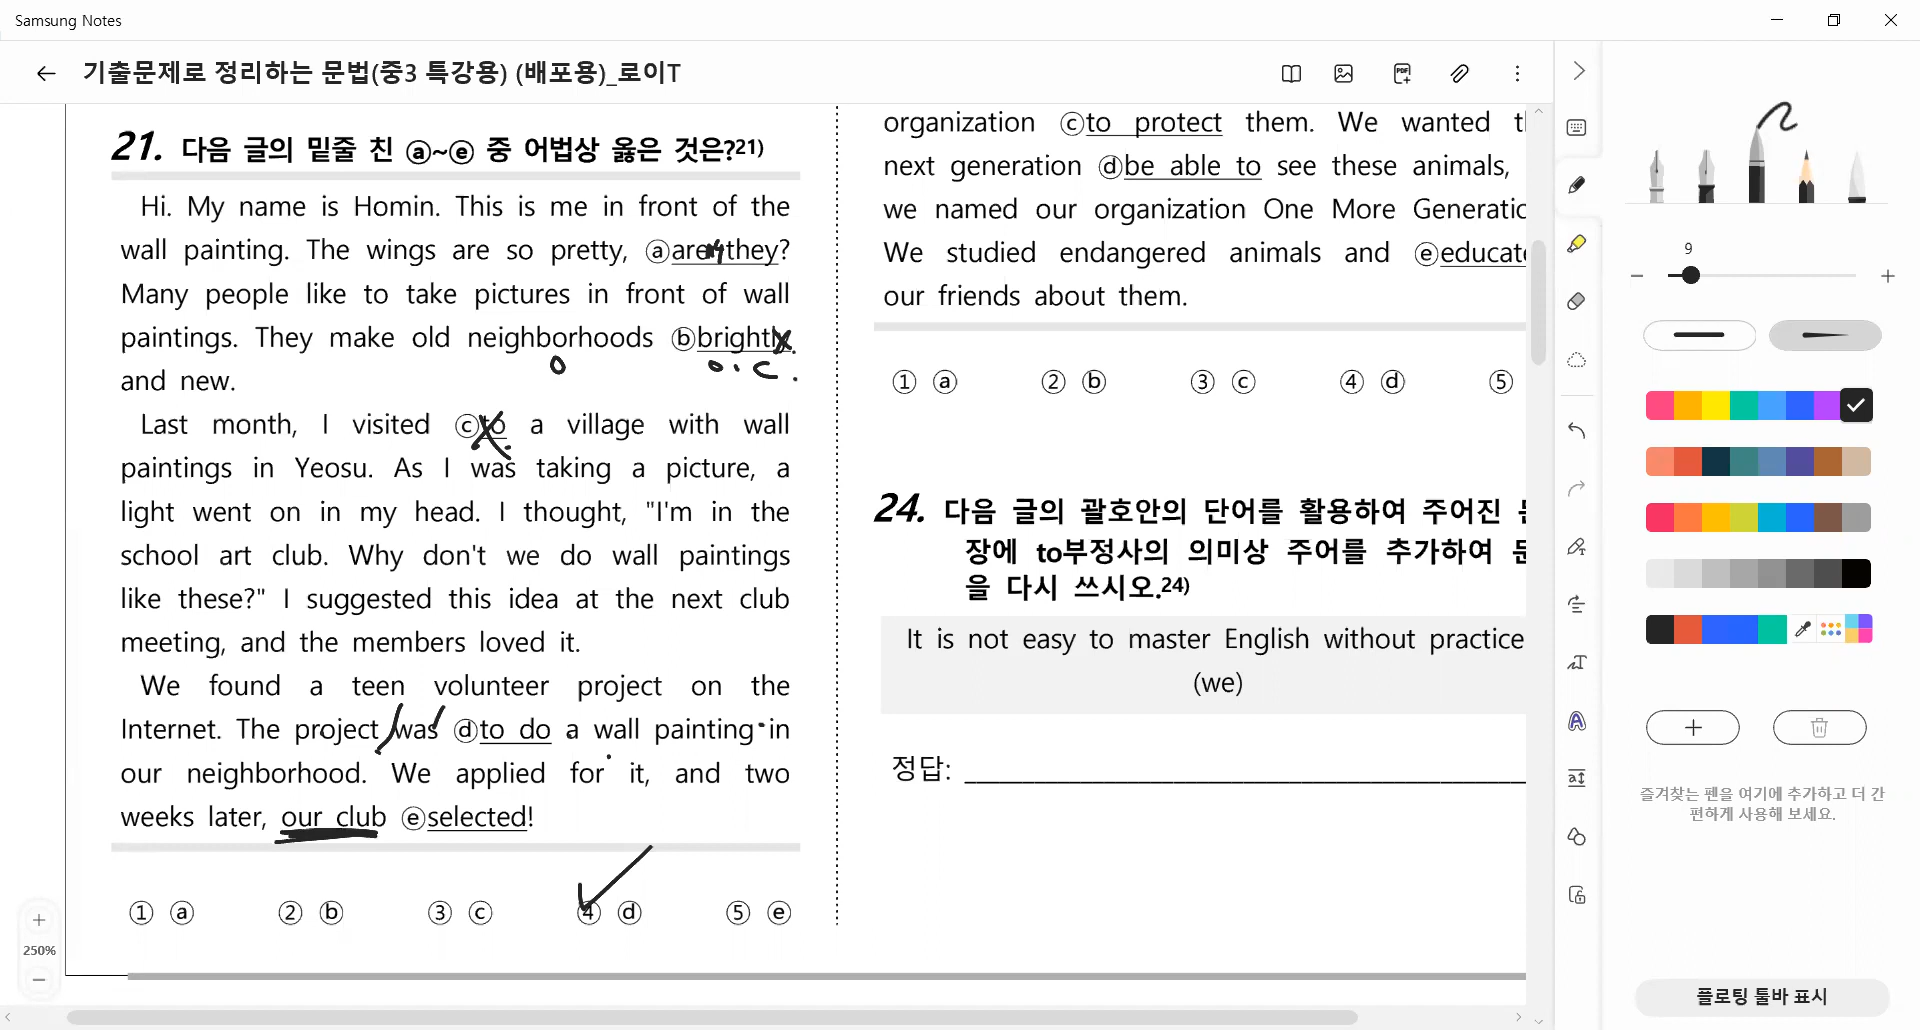 Samsung Notes
기출문제로 정리하는 문법(중3 특강용) (배포용)_로이T
21. 다음 글의 밑줄 친 ⓐ~ⓔ 중 어법상 옳은 것은?21)
Hi. My name is Homin. This is me in front of the
wall painting. The wings are so pretty, ⓐare they?
Many people like to take pictures in front of wall
paintings. They make old neighborhoods ⓑbrightly
o o.c.
and new.
Last month, I visited ⓒto a village with wall
paintings in Yeosu. As I was taking a picture, a
light went on in my head. I thought, "I'm in the
school art club. Why don't we do wall paintings
like these?" I suggested this idea at the next club
meeting, and the members loved it.
We found a teen volunteer project on the
Internet. The project was ⓓto do a wall painting in
our neighborhood. We applied for it, and two
weeks later, our club ⓔselected!
① ⓐ ② ⓑ ③ ⓒ ④ ⓓ ⑤ ⓔ
organization ⓒto protect them. We wanted
next generation ⓓbe able to see these animals,
we named our organization One More
We studied endangered animals and ⓔ
our friends about them.
① ⓐ ② ⓑ ③ ⓒ ④ ⓓ ⑤
24. 다음 글의 괄호안의 단어를 활용하여 주어진
장에 to부정사의 의미상 주어를 추가하여
을 다시 쓰시오.24)
It is not easy to master English without practice
(we)
정답:
250%
9
즐겨찾는 펜을 여기에 추가하고 더 간
편하게 사용해 보세요.
플로팅 툴바 표시